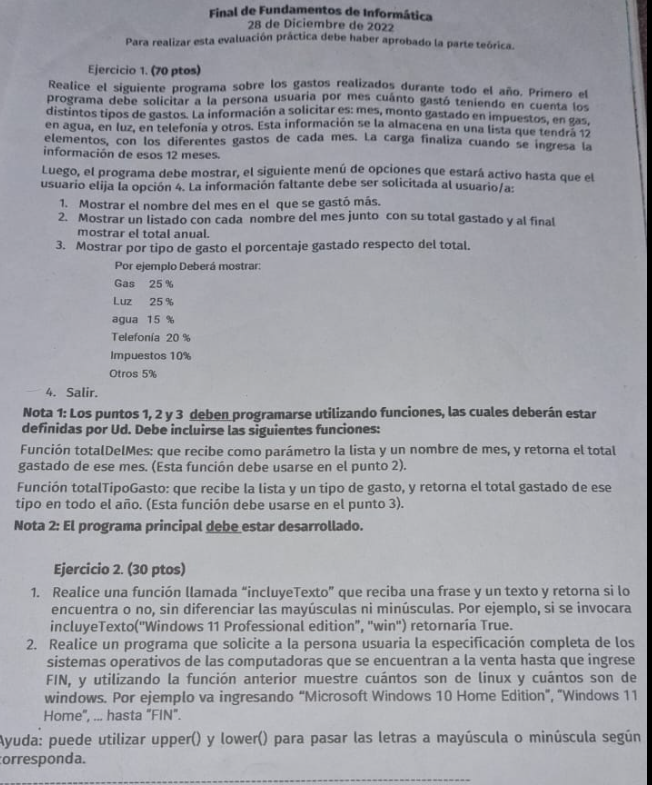 Final de Fundamentos de Informática
28 de Diciembre de 2022
Para realizar esta evaluación práctica debe haber aprobado la parte teórica.
Ejercicio 1. (70 ptos)
Realice el siguiente programa sobre los gastos realizados durante todo el año. Primero el
programa debe solicitar a la persona usuaria por mes cuánto gastó teniendo en cuenta los
distintos tipos de gastos. La información a solicitar es: mes, monto gastado en impuestos, en gas,
en agua, en luz, en telefonía y otros. Esta información se la almacena en una lista que tendrá 12
elementos, con los diferentes gastos de cada mes. La carga finaliza cuando se ingresa la
información de esos 12 meses.
Luego, el programa debe mostrar, el siguiente menú de opciones que estará activo hasta que el
usuario elija la opción 4. La información faltante debe ser solicitada al usuario/a:
1. Mostrar el nombre del mes en el que se gastó más.
2. Mostrar un listado con cada nombre del mes junto con su total gastado y al final
mostrar el total anual.
3. Mostrar por tipo de gasto el porcentaje gastado respecto del total.
Por ejemplo Deberá mostrar:
Gas 25 %
Luz 25 %
agua 15 %
Telefonía 20 %
Impuestos 10%
Otros 5%
4. Salir.
Nota 1: Los puntos 1, 2 y 3 deben programarse utilizando funciones, las cuales deberán estar
definidas por Ud. Debe incluirse las siguientes funciones:
Función totalDelMes: que recibe como parámetro la lista y un nombre de mes, y retorna el total
gastado de ese mes. (Esta función debe usarse en el punto 2).
Función totalTipoGasto: que recibe la lista y un tipo de gasto, y retorna el total gastado de ese
tipo en todo el año. (Esta función debe usarse en el punto 3).
Nota 2: El programa principal debe estar desarrollado.
Ejercicio 2. (30 ptos)
1. Realice una función llamada "incluyeTexto" que reciba una frase y un texto y retorna si lo
encuentra o no, sin diferenciar las mayúsculas ni minúsculas. Por ejemplo, si se invocara
incluyeTexto("Windows 11 Professional edition", "win") retornaría True.
2. Realice un programa que solicite a la persona usuaria la especificación completa de los
sistemas operativos de las computadoras que se encuentran a la venta hasta que ingrese
FIN, y utilizando la función anterior muestre cuántos son de linux y cuántos son de
windows. Por ejemplo va ingresando "Microsoft Windows 10 Home Edition", "Windows 11
Home", ... hasta "FIN".
Ayuda: puede utilizar upper() y lower() para pasar las letras a mayúscula o minúscula según
corresponda.